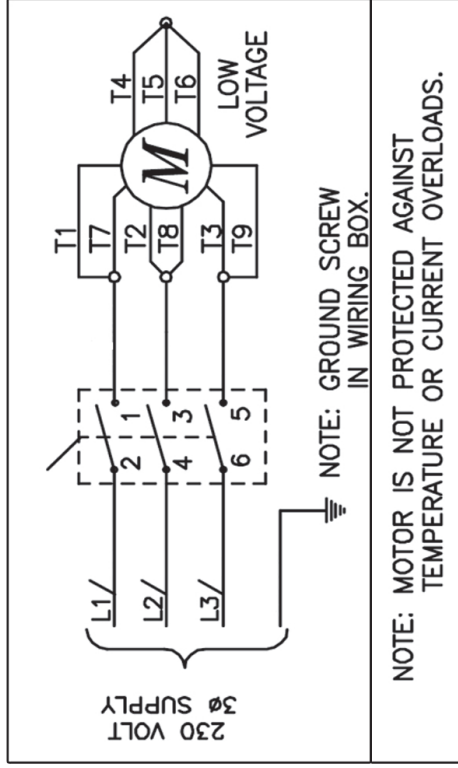 230 VOLT
3ø SUPPLY
L1
L2
L3
2
1
4
3
6
5
T1
T7
T2
T8
T3
T9
M
T4
T5
T6
LOW
VOLTAGE
NOTE: GROUND SCREW
IN WIRING BOX.
NOTE: MOTOR IS NOT PROTECTED AGAINST
TEMPERATURE OR CURRENT OVERLOADS.